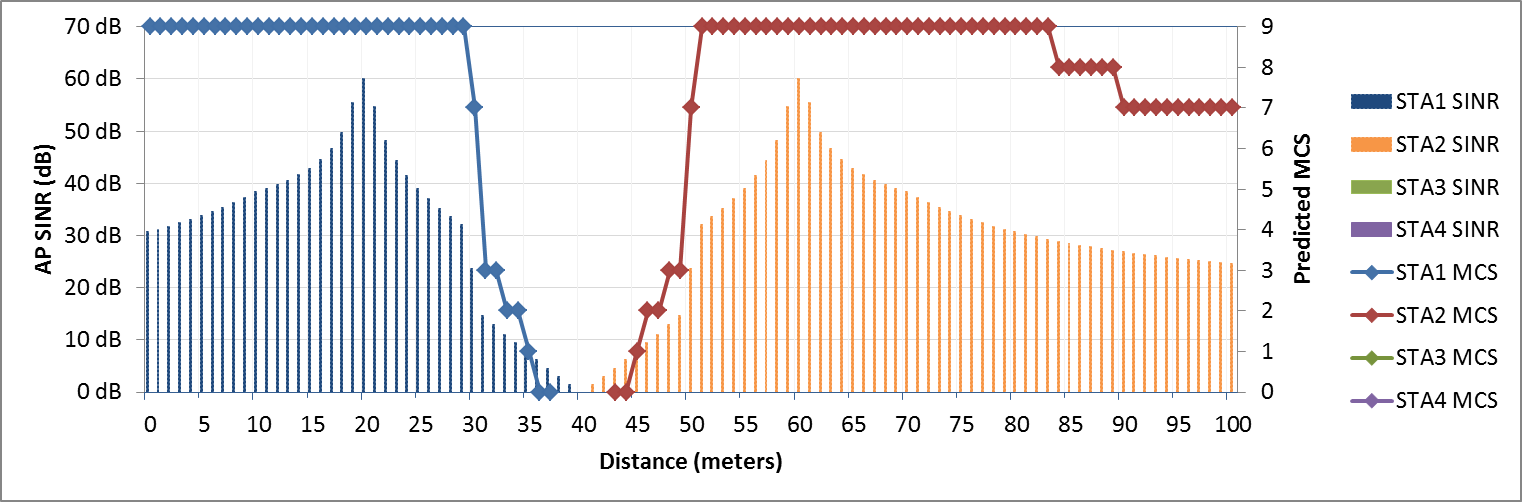 70 dB
60 dB
50 dB
40 dB
30 dB
20 dB
10 dB
0 dB
AP SINR (dB)
0 5 10 15 20 25 30 35 40 45 50 55 60 65 70 75 80 85 90 95 100
Distance (meters)
9
8
7
6
5
4
3
2
1
0
Predicted MCS
STA1 SINR
STA2 SINR
STA3 SINR
STA4 SINR
STA1 MCS
STA2 MCS
STA3 MCS
STA4 MCS